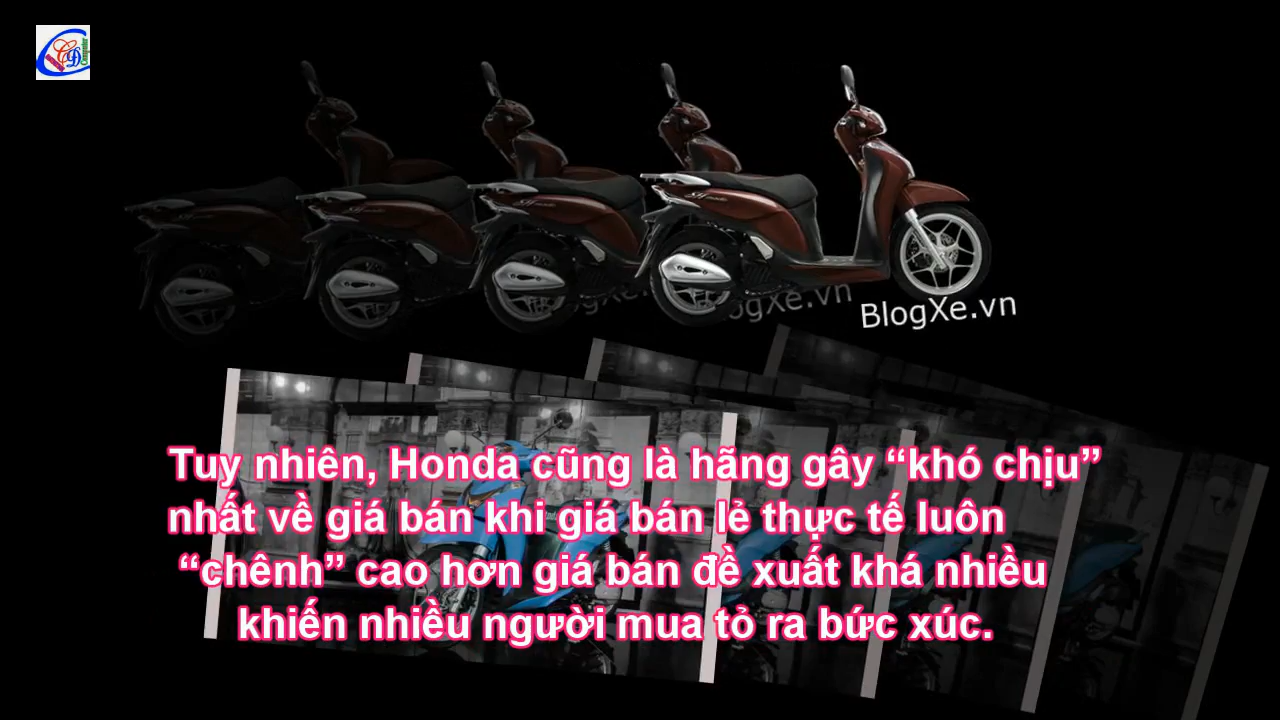 Computer
BlogXe.vn
Tuy nhiên, Honda cũng là hãng gây “khó chịu”
nhất về giá bán khi giá bán lẻ thực tế luôn
“chênh” cao hơn giá bán đề xuất khá nhiều
khiến nhiều người mua tỏ ra bức xúc.